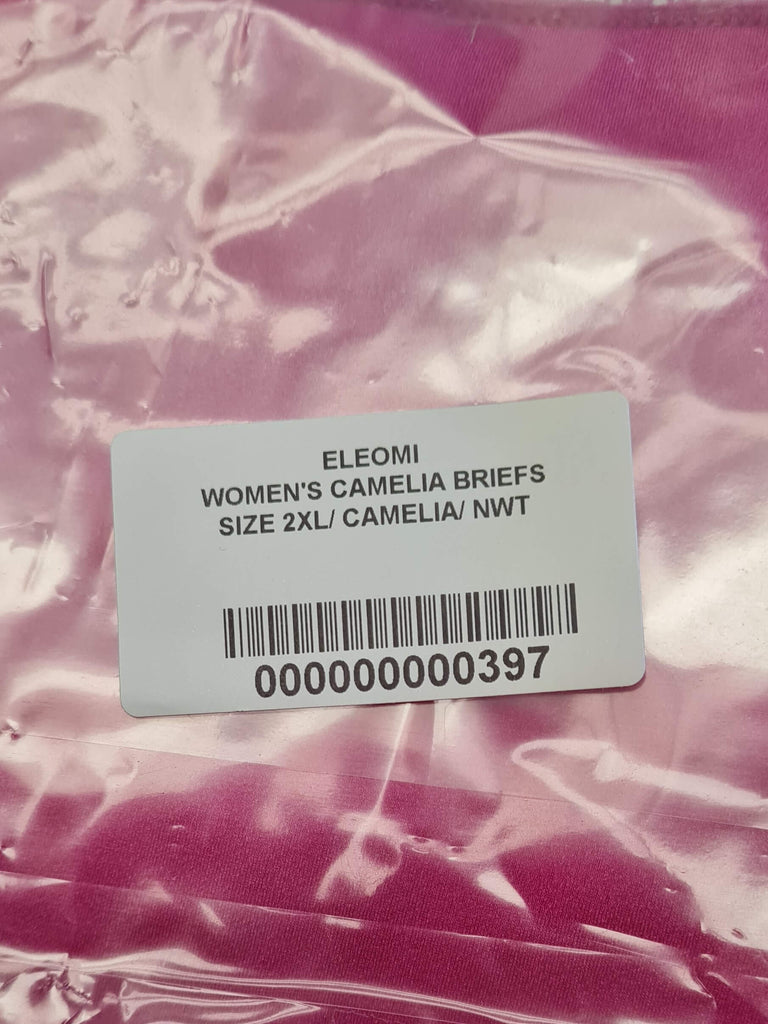 ELEOMI
WOMEN'S CAMELIA BRIEFS
SIZE 2XL/ CAMELIA/ NWT
000000000397